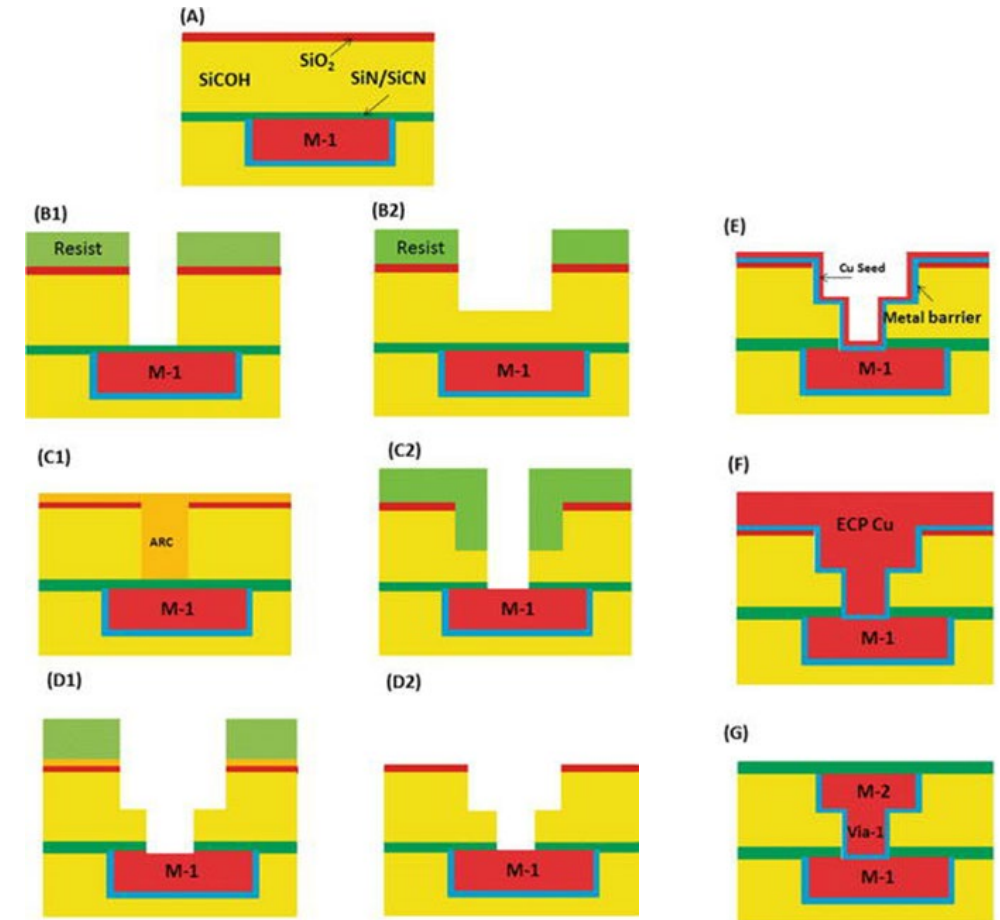 (A)
SiO₂
SiCOH
SiN/SiCN
M-1
(B1)
Resist
M-1
(B2)
Resist
M-1
(E)
Cu Seed
Metal barrier
M-1
(C1)
ARC
M-1
(C2)
M-1
(F)
ECP Cu
M-1
(D1)
M-1
(D2)
M-1
(G)
M-2
Via-1
M-1